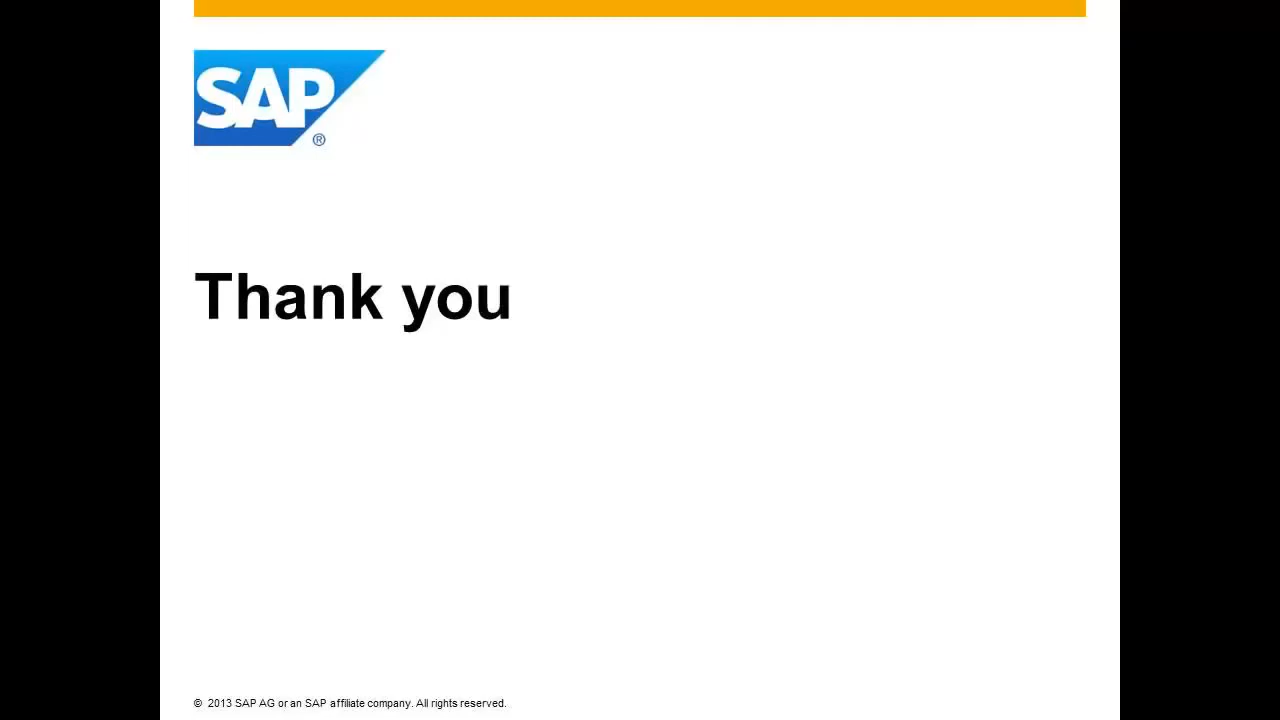 SAP®
Thank you
© 2013 SAP AG or an SAP affiliate company. All rights reserved.